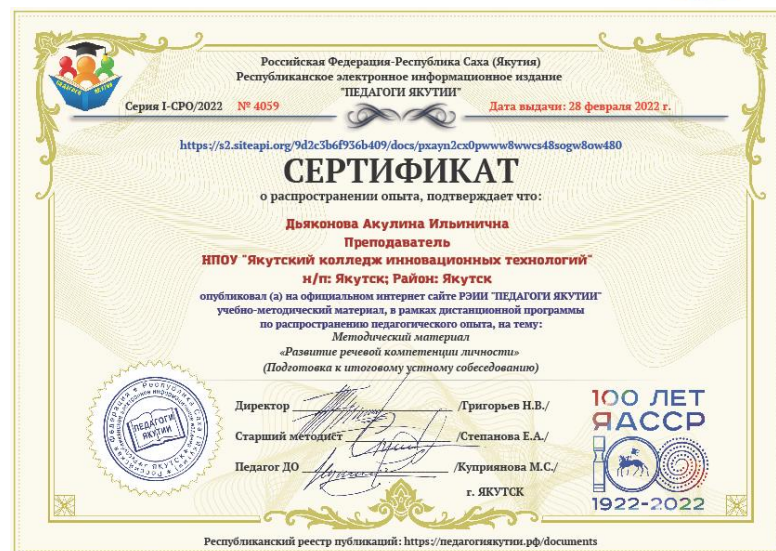 Российская Федерация-Республика Саха (Якутия)
Республиканское электронное информационное издание
"ПЕДАГОГИ ЯКУТИИ"
Серия I-СРО/2022 № 4059 Дата выдачи: 28 февраля 2022 г.
https://s2.siteapi.org/9d2c3b6f936b409/docs/pxayn2cx0pwww8wwcs48sogw8ow480
СЕРТИФИКАТ
о распространении опыта, подтверждает что:
Дьяконова Акулина Ильинична
Преподаватель
НПОУ "Якутский колледж инновационных технологий"
н/п: Якутск; Район: Якутск
опубликовал (а) на официальном интернет сайте РЭИИ "ПЕДАГОГИ ЯКУТИИ"
учебно-методический материал, в рамках дистанционной программы
по распространению педагогического опыта, на тему:
Методический материал
«Развитие речевой компетенции личности»
(Подготовка к итоговому устному собеседованию)
Директор /Григорьев Н.В./
Старший методист /Степанова Е.А./
Педагог ДО /Куприянова М.С./
г. ЯКУТСК
ПЕДАГОГИ
ЯКУТИИ
100 ЛЕТ
ЯАССР
100
1922-2022
Республиканский реестр публикаций: https://педагогиякутии.рф/documents